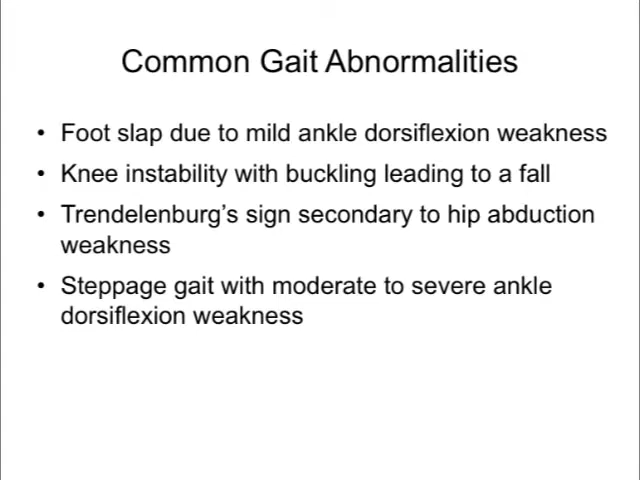 Common Gait Abnormalities
• Foot slap due to mild ankle dorsiflexion weakness
• Knee instability with buckling leading to a fall
• Trendelenburg's sign secondary to hip abduction
weakness
• Steppage gait with moderate to severe ankle
dorsiflexion weakness